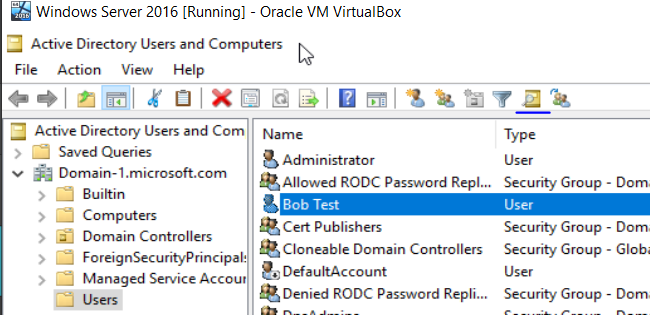 Windows Server 2016 [Running] - Oracle VM VirtualBox
Active Directory Users and Computers
File Action View Help
Active Directory Users and Com
Saved Queries
Domain-1.microsoft.com
Builtin
Computers
Domain Controllers
ForeignSecurityPrincipals
Managed Service Accour
Users
Name Type
Administrator User
Allowed RODC Password Repl... Security Group - Doma
Bob Test User
Cert Publishers Security Group - Doma
Cloneable Domain Controllers Security Group - Globa
DefaultAccount User
Denied RODC Password Repli... Security Group - Doma